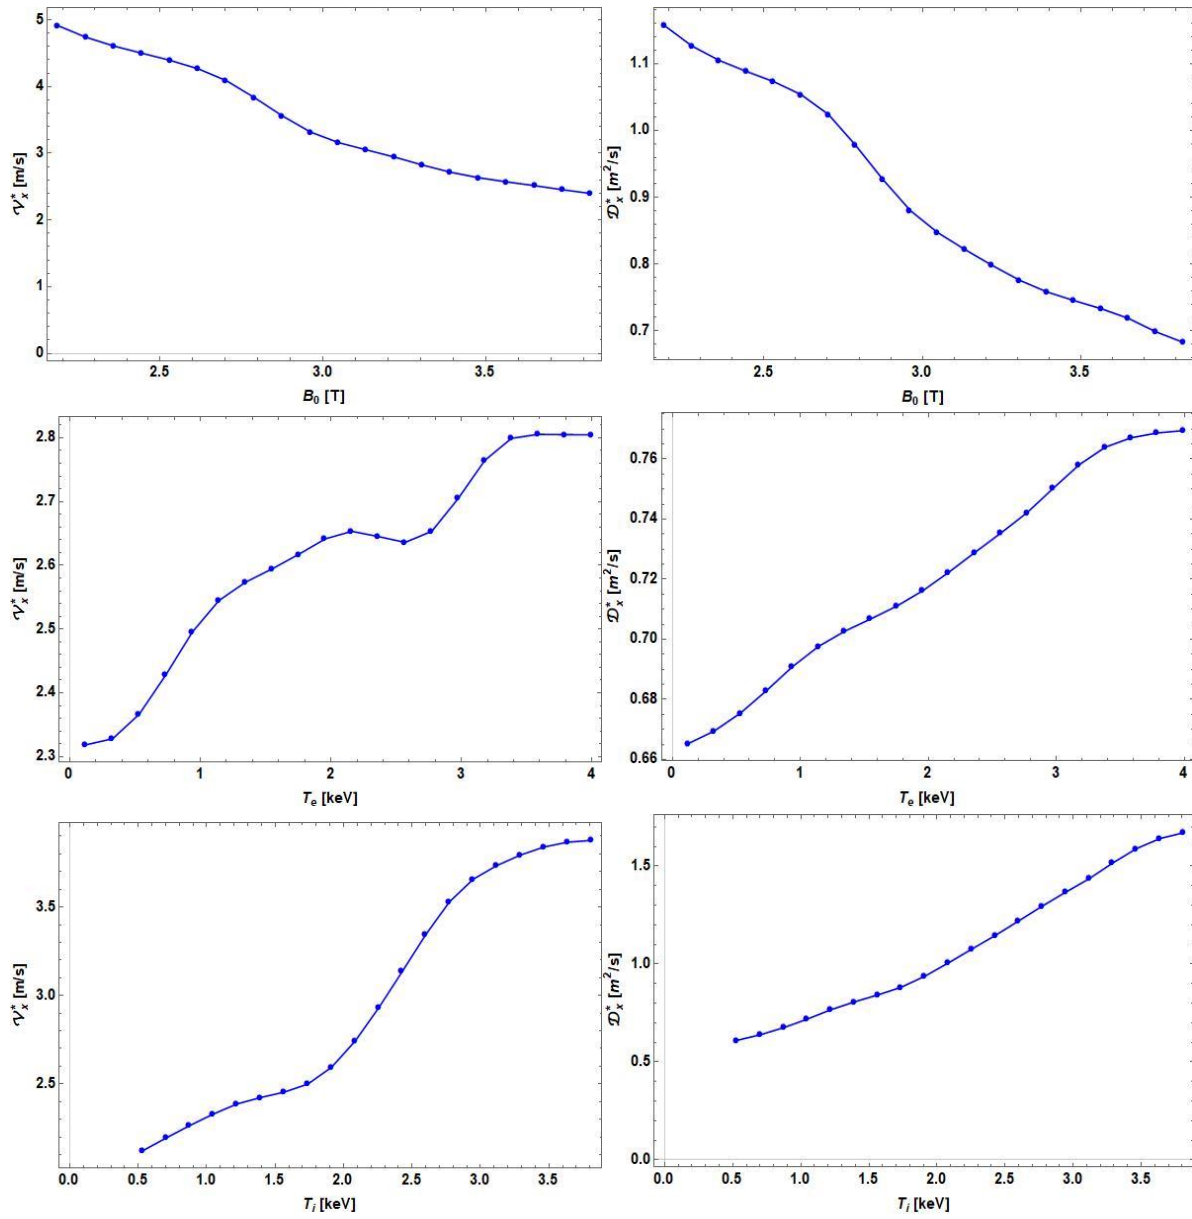 5
4
3
2
1
0
𝒱*x [m/s]
2.5 3.0 3.5
B0 [T]
1.1
1.0
0.9
0.8
0.7
𝒟*x [m²/s]
2.5 3.0 3.5
B0 [T]
2.8
2.7
2.6
2.5
2.4
2.3
𝒱*x [m/s]
0 1 2 3 4
Te [keV]
0.76
0.74
0.72
0.70
0.68
0.66
𝒟*x [m²/s]
0 1 2 3 4
Te [keV]
3.5
3.0
2.5
𝒱*x [m/s]
0.0 0.5 1.0 1.5 2.0 2.5 3.0 3.5
Ti [keV]
1.5
1.0
0.5
0.0
𝒟*x [m²/s]
0.0 0.5 1.0 1.5 2.0 2.5 3.0 3.5
Ti [keV]